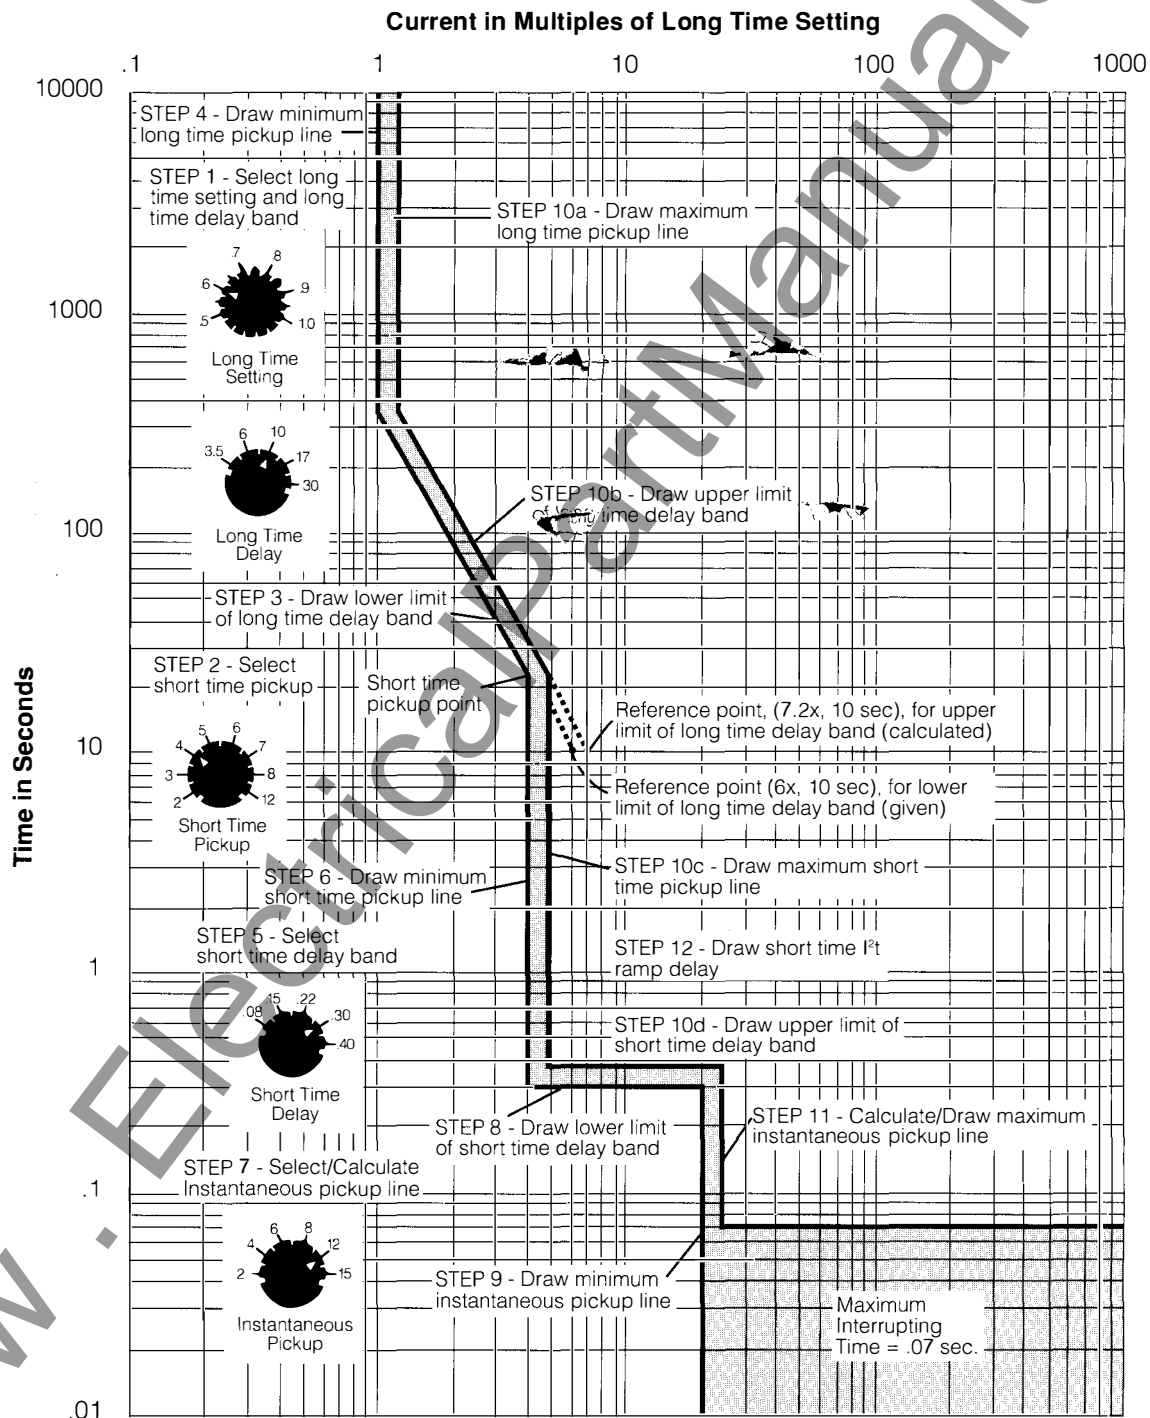 Current in Multiples of Long Time Setting
.1 1 10 100 1000
10000
1000
100
10
1
.1
.01
Time in Seconds
STEP 4 - Draw minimum
long time pickup line
STEP 1 - Select long
time setting and long
time delay band
STEP 10a - Draw maximum
long time pickup line
.5 .6 .7 .8 .9 1.0
Long Time
Setting
3.5 6 10 17 30
Long Time
Delay
STEP 10b - Draw upper limit
of long time delay band
STEP 3 - Draw lower limit
of long time delay band
STEP 2 - Select
short time pickup
Short time
pickup point
Reference point, (7.2x, 10 sec), for upper
limit of long time delay band (calculated)
2 3 4 5 6 7 8 12
Short Time
Pickup
Reference point (6x, 10 sec), for lower
limit of long time delay band (given)
STEP 10c - Draw maximum short
time pickup line
STEP 6 - Draw minimum
short time pickup line
STEP 5 - Select
short time delay band
STEP 12 - Draw short time I²t
ramp delay
.08 .15 .22 .30 .40
Short Time
Delay
STEP 10d - Draw upper limit of
short time delay band
STEP 8 - Draw lower limit
of short time delay band
STEP 11 - Calculate/Draw maximum
instantaneous pickup line
STEP 7 - Select/Calculate
Instantaneous pickup line
2 4 6 8 12 15
Instantaneous
Pickup
STEP 9 - Draw minimum
instantaneous pickup line
Maximum
Interrupting
Time = .07 sec.
w . ElectricalPartManuals